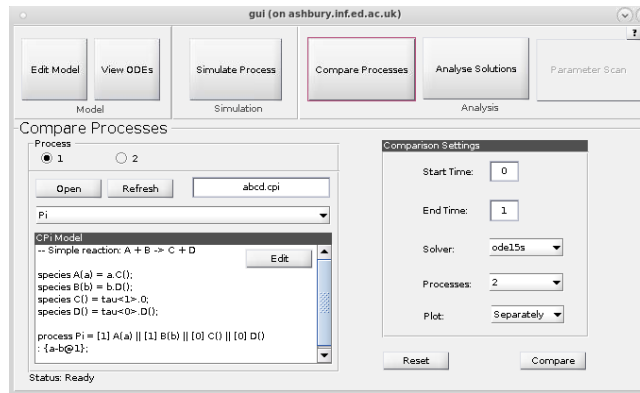 gui (on ashbury.inf.ed.ac.uk)
?
Edit Model View ODEs Simulate Process Compare Processes Analyse Solutions Parameter Scan
Model Simulation Analysis
Compare Processes
Process
1 2
Open Refresh abcd.cpi
Pi
CPi Model
-- Simple reaction: A + B -> C + D
Edit
species A(a) = a.C();
species B(b) = b.D();
species C() = tau<1>.0;
species D() = tau<0>.D();
process Pi = [1] A(a) || [1] B(b) || [0] C() || [0] D()
: {a-b@1};
Status: Ready
Comparison Settings
Start Time: 0
End Time: 1
Solver: ode15s
Processes: 2
Plot: Separately
Reset Compare